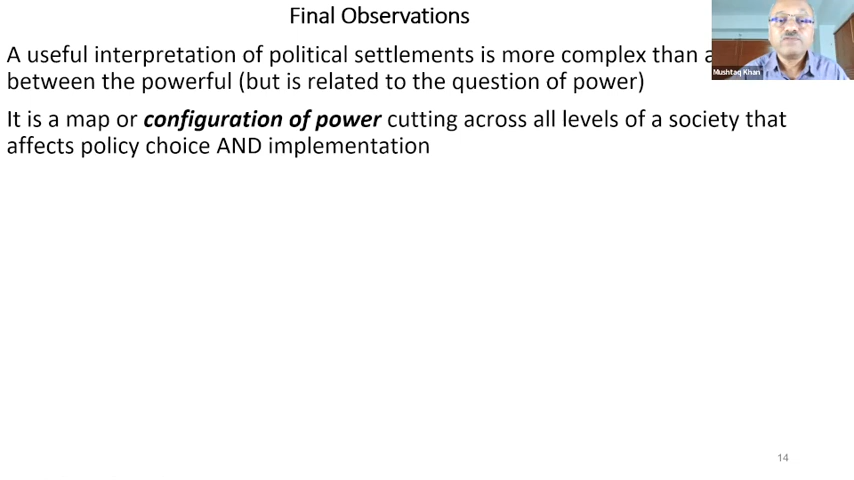 Final Observations
A useful interpretation of political settlements is more complex than a
between the powerful (but is related to the question of power)
It is a map or configuration of power cutting across all levels of a society that
affects policy choice AND implementation
Mushtaq Khan
14